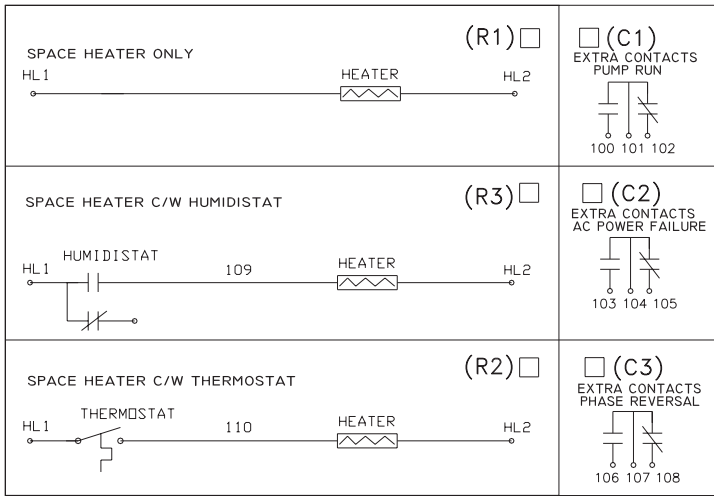 (R1)
SPACE HEATER ONLY
HL1
HEATER
HL2
(C1)
EXTRA CONTACTS
PUMP RUN
100 101 102
(R3)
SPACE HEATER C/W HUMIDISTAT
HUMIDISTAT
HL1
109
HEATER
HL2
(C2)
EXTRA CONTACTS
AC POWER FAILURE
103 104 105
(R2)
SPACE HEATER C/W THERMOSTAT
THERMOSTAT
HL1
110
HEATER
HL2
(C3)
EXTRA CONTACTS
PHASE REVERSAL
106 107 108